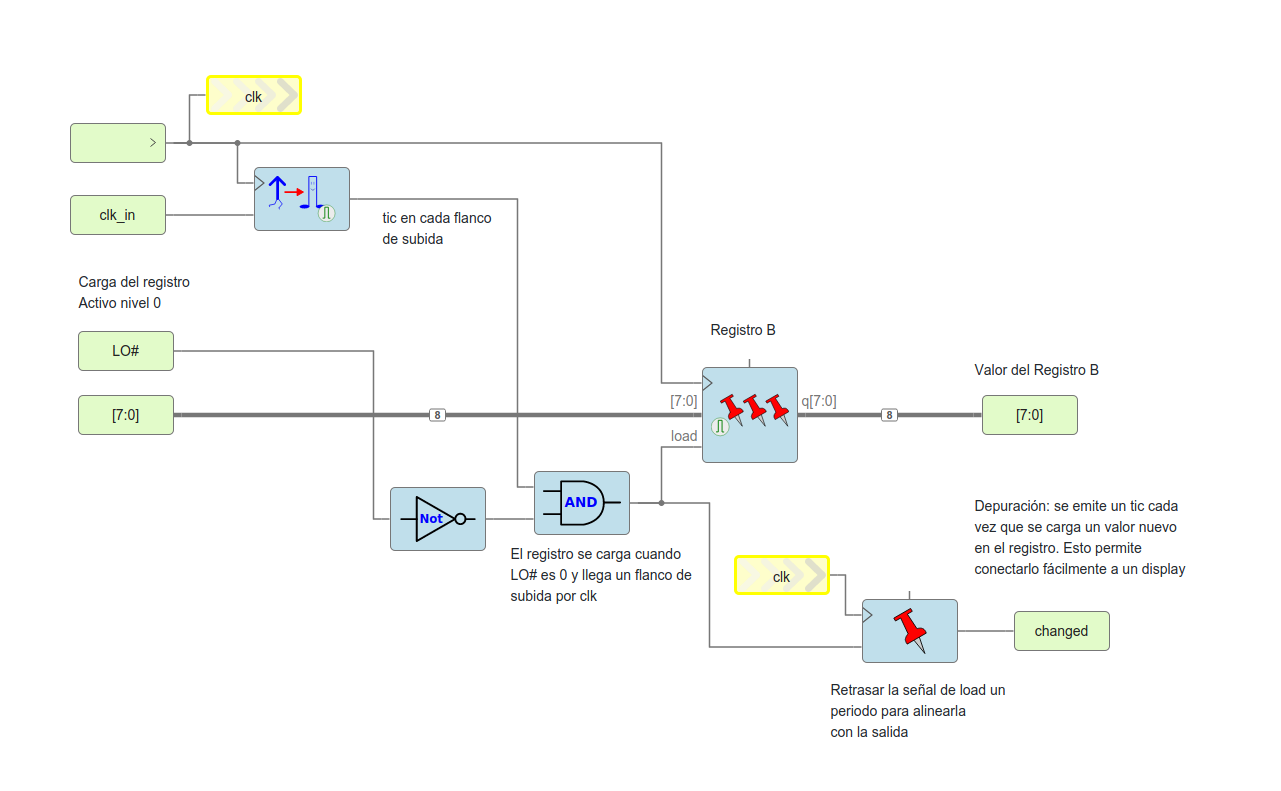 clk
clk_in
tic en cada flanco
de subida
Carga del registro
Activo nivel 0
LO#
[7:0]
8
Registro B
[7:0]
load
q[7:0]
8
Valor del Registro B
[7:0]
Not
AND
El registro se carga cuando
LO# es 0 y llega un flanco de
subida por clk
Depuración: se emite un tic cada
vez que se carga un valor nuevo
en el registro. Esto permite
conectarlo fácilmente a un display
clk
changed
Retrasar la señal de load un
periodo para alinearla
con la salida